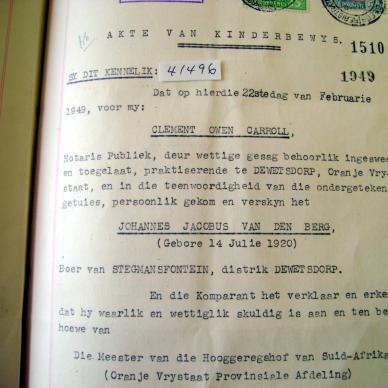 AKTE VAN KINDERBEWYS.
1510
SY DIT KENNELIK: 41496
1949
Dat op hierdie 22stedag van Februarie
1949, voor my:
CLEMENT OWEN CARROLL,
Notaris Publiek, deur wettige gesag behoorlik ingeswe
en toegelaat, praktiserende te DEWETSDORP, Oranje Vrys
staat, en in die teenwoordigheid van die ondergeteken
getuies, persoonlik gekom en verskyn het
JOHANNES JACOBUS VAN DEN BERG,
(Gebore 14 Julie 1920)
Boer van STEGMANSFONTEIN, distrik DEWETSDORP.
En die Komparant het verklaar en erke
dat hy waarlik en wettiglik skuldig is aan en ten be
hoewe van
Die Meester van die Hooggeregshof van Suid-Afrika
(Oranje Vrystaat Provinsiale Afdeling)